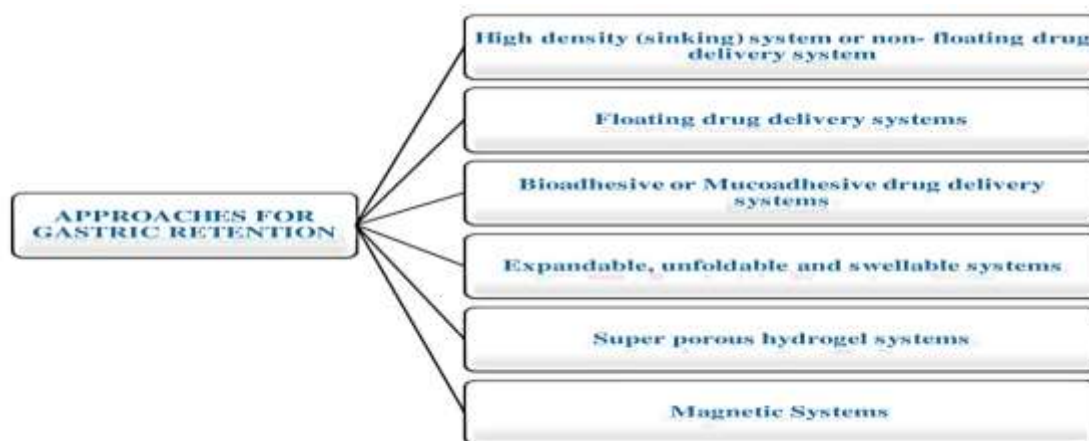 APPROACHES FOR
GASTRIC RETENTION
High density (sinking) system or non- floating drug
delivery system
Floating drug delivery systems
Bioadhesive or Mucoadhesive drug delivery
systems
Expandable, unfoldable and swellable systems
Super porous hydrogel systems
Magnetic Systems